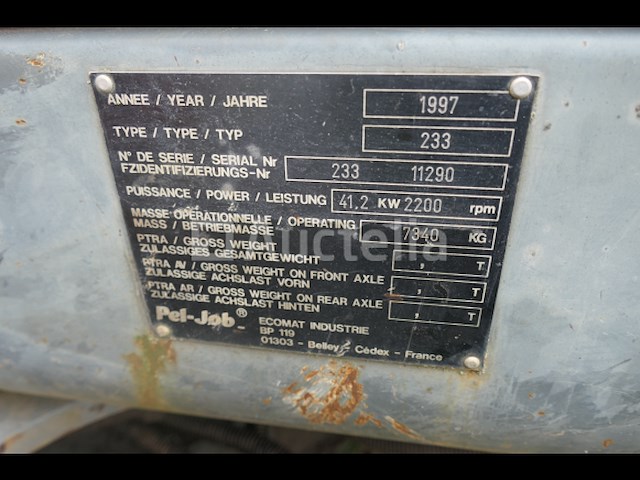 ANNEE / YEAR / JAHRE 1997
TYPE / TYPE / TYP 233
N° DE SERIE / SERIAL Nr
FZIDENTIFIZIERUNGS-Nr 233 11290
PUISSANCE / POWER / LEISTUNG 41,2 KW 2200 rpm
MASSE OPERATIONNELLE / OPERATING
MASS / BETRIEBMASSE 7340 KG
PTRA / GROSS WEIGHT
ZULASSIGES GESAMTGEWICHT , T
PTRA AV / GROSS WEIGHT ON FRONT AXLE
ZULASSIGE ACHSLAST VORN , T
PTRA AR / GROSS WEIGHT ON REAR AXLE
ZULASSIGE ACHSLAST HINTEN , T
Pel-Job® ECOMAT INDUSTRIE
BP 119
01303 - Belley - Cédex - France